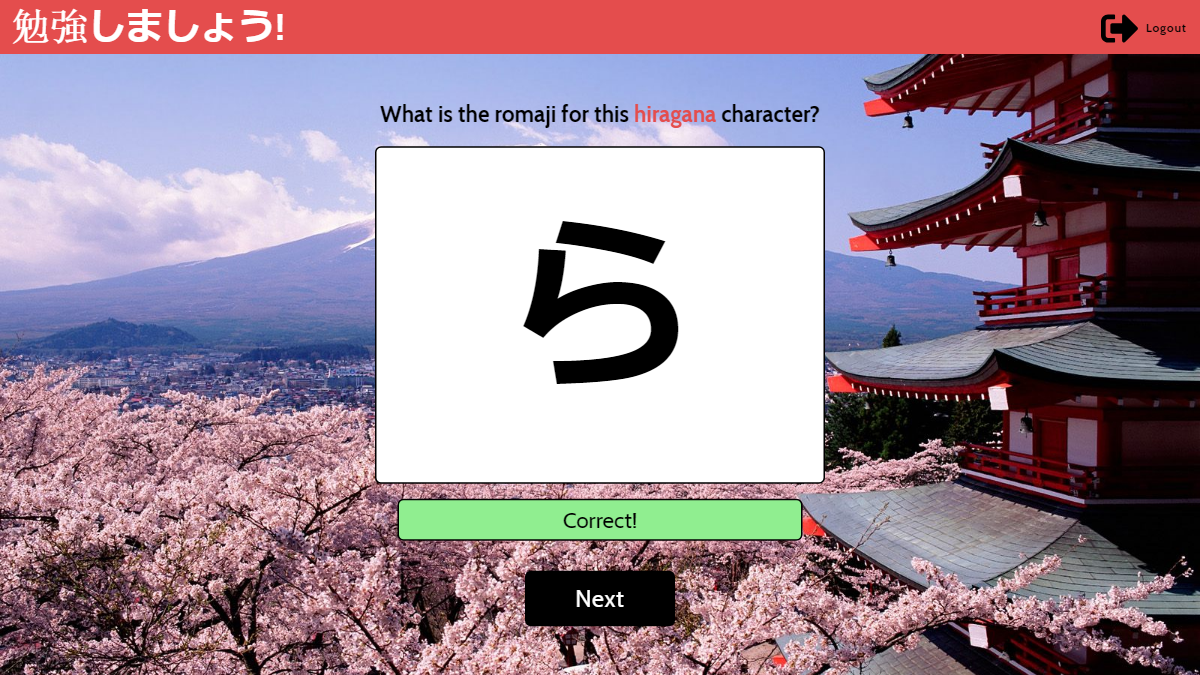 勉強しましょう!
Logout
What is the romaji for this hiragana character?
ら
Correct!
Next